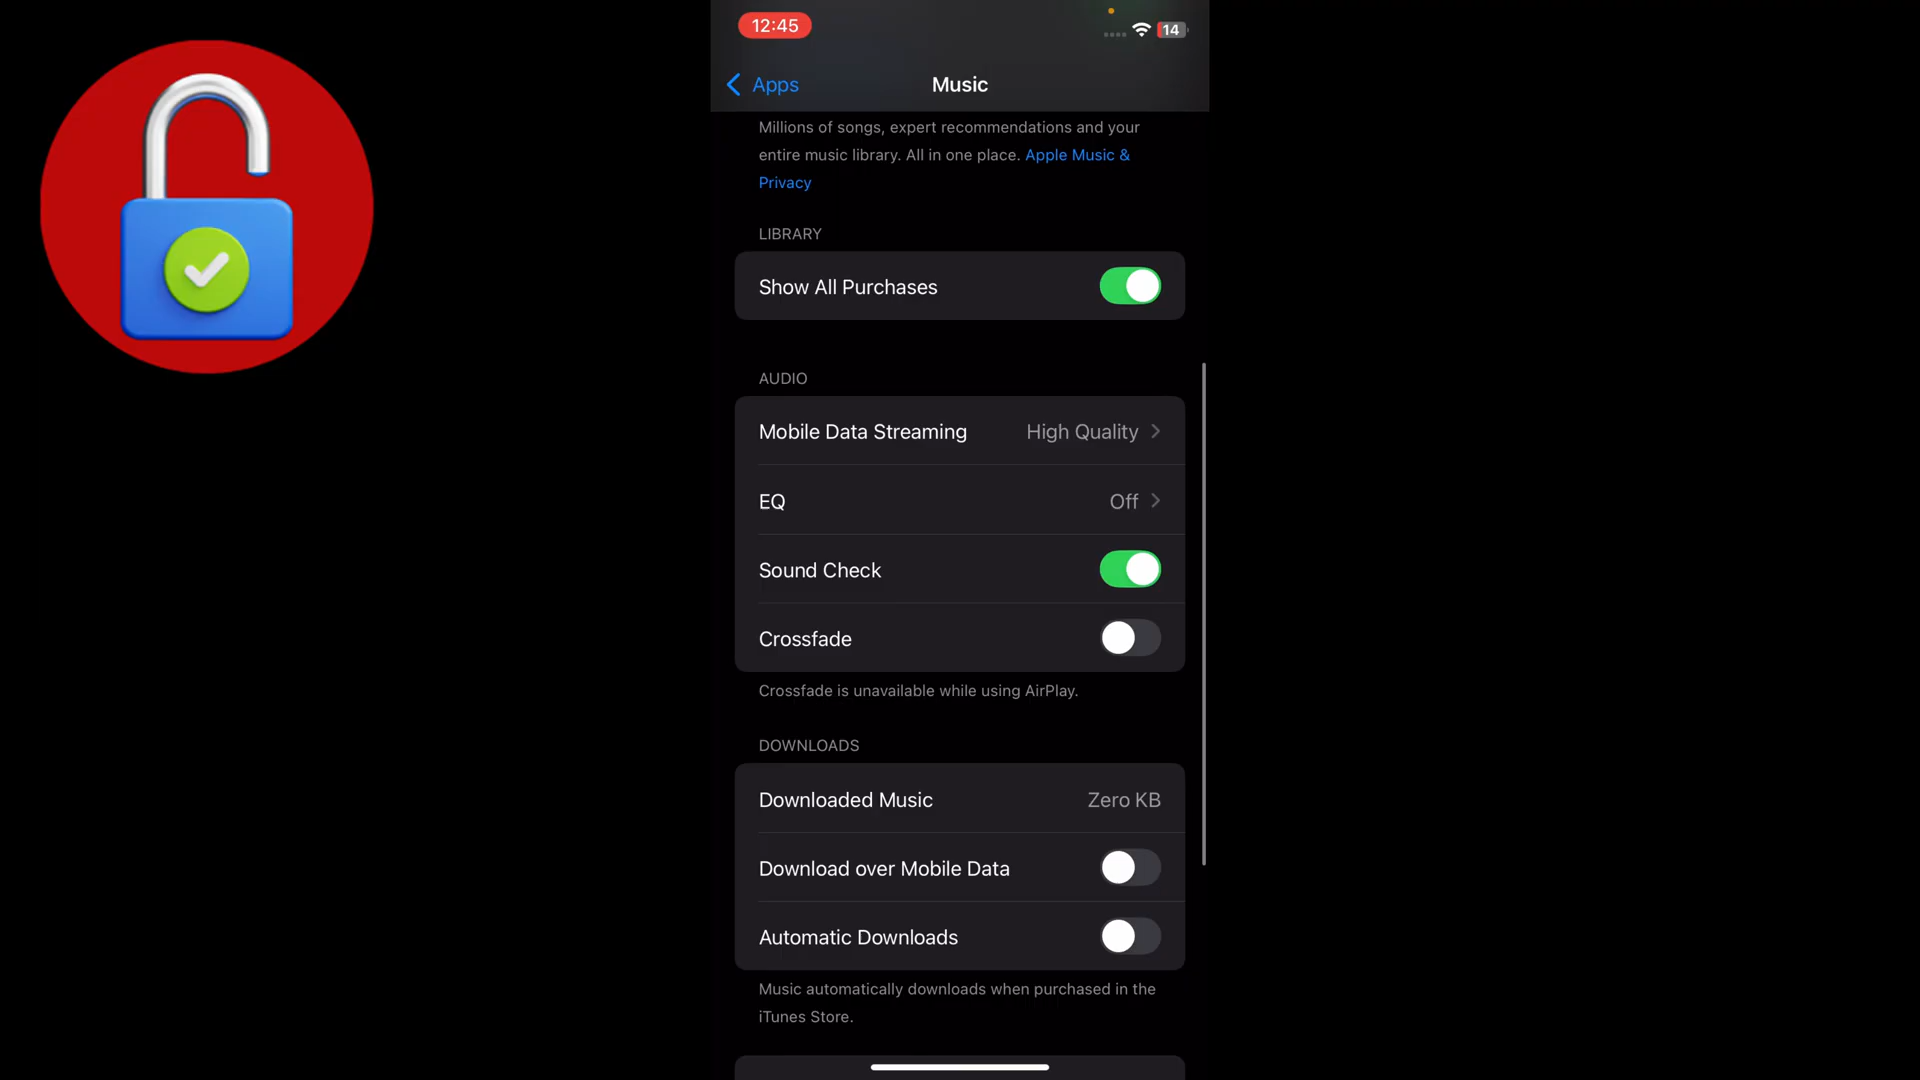 12:45
14
Apps
Music
Millions of songs, expert recommendations and your
entire music library. All in one place. Apple Music &
Privacy
LIBRARY
Show All Purchases
AUDIO
Mobile Data Streaming High Quality
EQ Off
Sound Check
Crossfade
Crossfade is unavailable while using AirPlay.
DOWNLOADS
Downloaded Music Zero KB
Download over Mobile Data
Automatic Downloads
Music automatically downloads when purchased in the
iTunes Store.